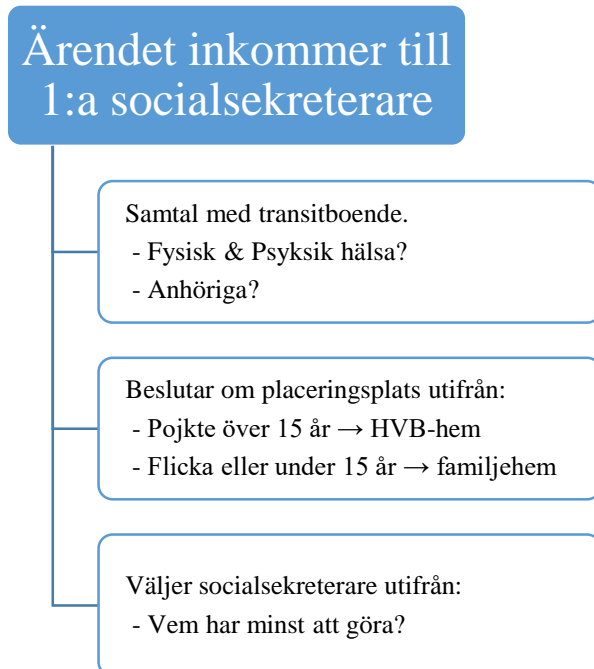 Ärendet inkommer till
1:a socialsekreterare
Samtal med transitboende.
- Fysisk & Psyksik hälsa?
- Anhöriga?
Beslutar om placeringsplats utifrån:
- Pojkte över 15 år → HVB-hem
- Flicka eller under 15 år → familjehem
Väljer socialsekreterare utifrån:
- Vem har minst att göra?